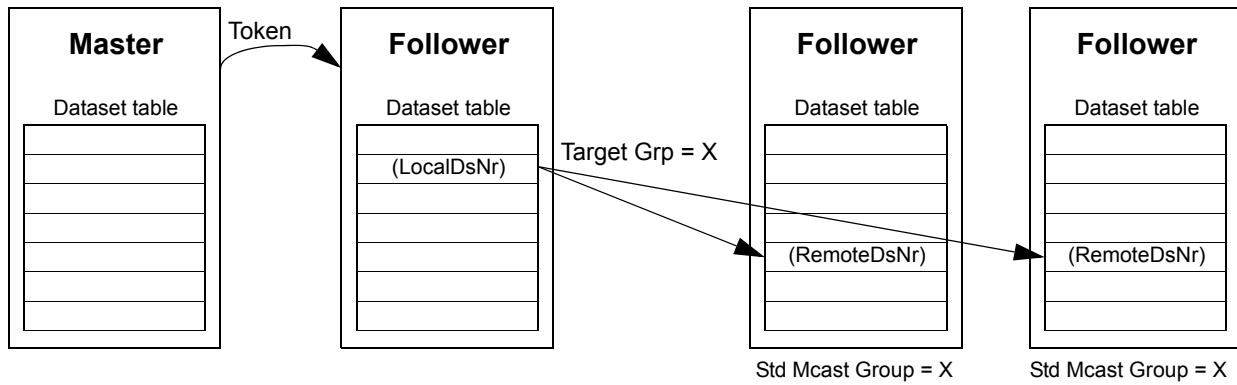 Master
Token
Follower
Follower
Follower
Dataset table
Dataset table
Dataset table
Dataset table
(LocalDsNr)
Target Grp = X
(RemoteDsNr)
(RemoteDsNr)
Std Mcast Group = X
Std Mcast Group = X